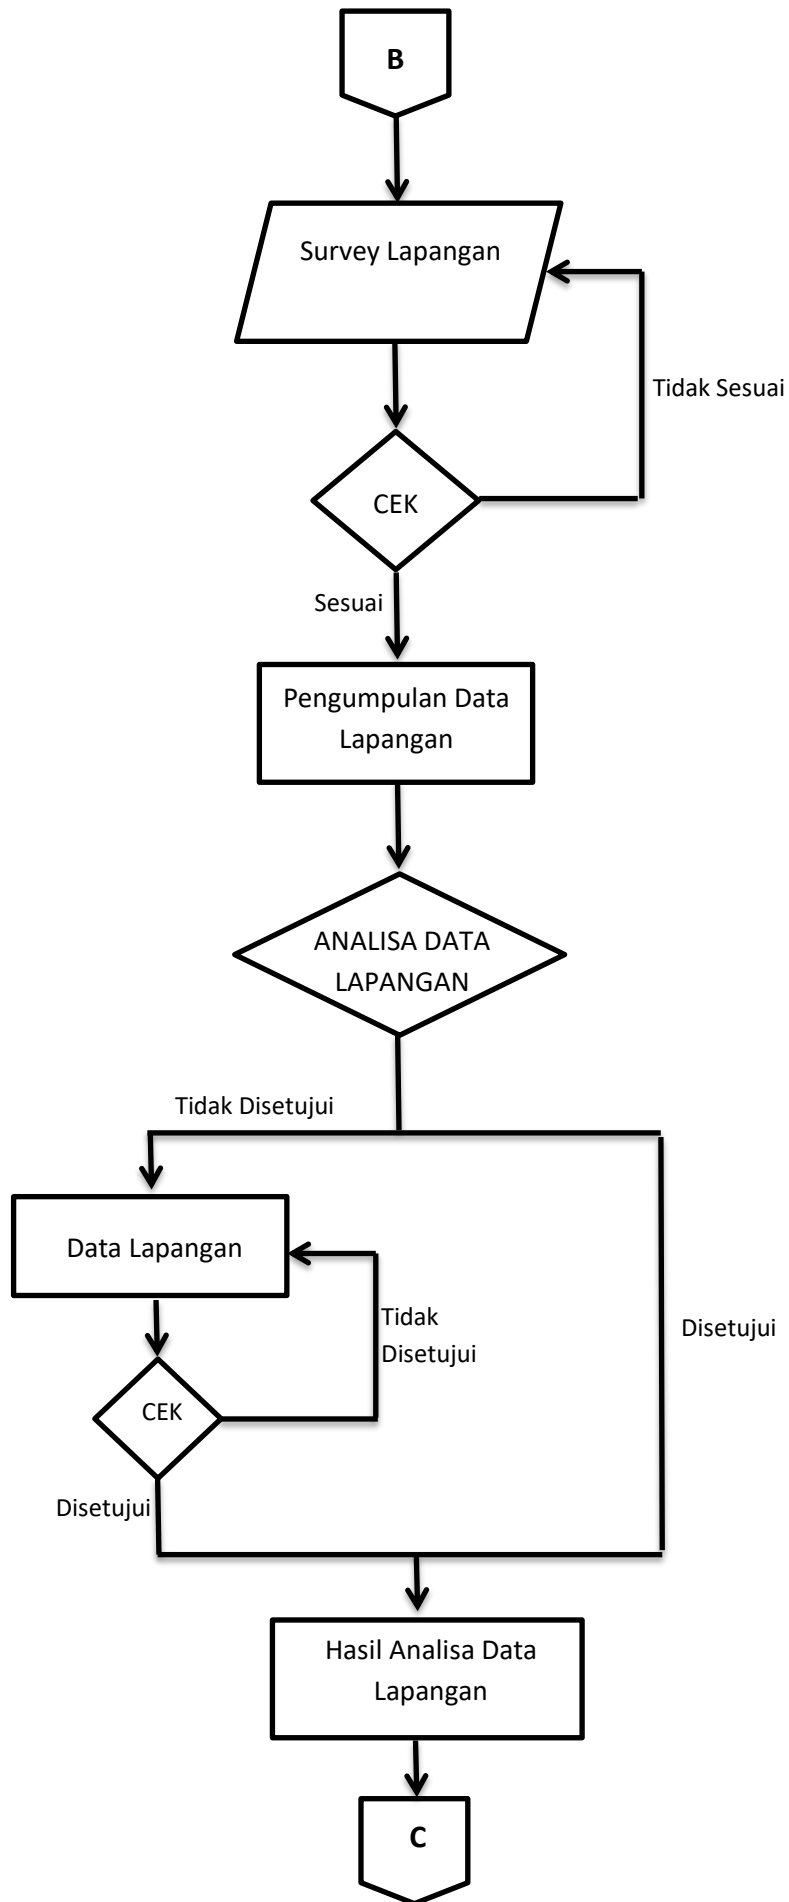 B
Survey Lapangan
Tidak Sesuai
CEK
Sesuai
Pengumpulan Data
Lapangan
ANALISA DATA
LAPANGAN
Tidak Disetujui
Data Lapangan
Tidak
Disetujui
Disetujui
CEK
Disetujui
Hasil Analisa Data
Lapangan
C